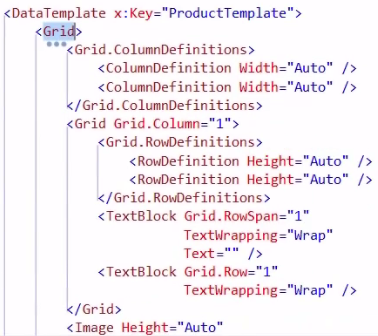 <DataTemplate x:Key="ProductTemplate">
<Grid>
<Grid.ColumnDefinitions>
<ColumnDefinition Width="Auto" />
<ColumnDefinition Width="Auto" />
</Grid.ColumnDefinitions>
<Grid Grid.Column="1">
<Grid.RowDefinitions>
<RowDefinition Height="Auto" />
<RowDefinition Height="Auto" />
</Grid.RowDefinitions>
<TextBlock Grid.RowSpan="1"
TextWrapping="Wrap"
Text="" />
<TextBlock Grid.Row="1"
TextWrapping="Wrap" />
</Grid>
<Image Height="Auto"